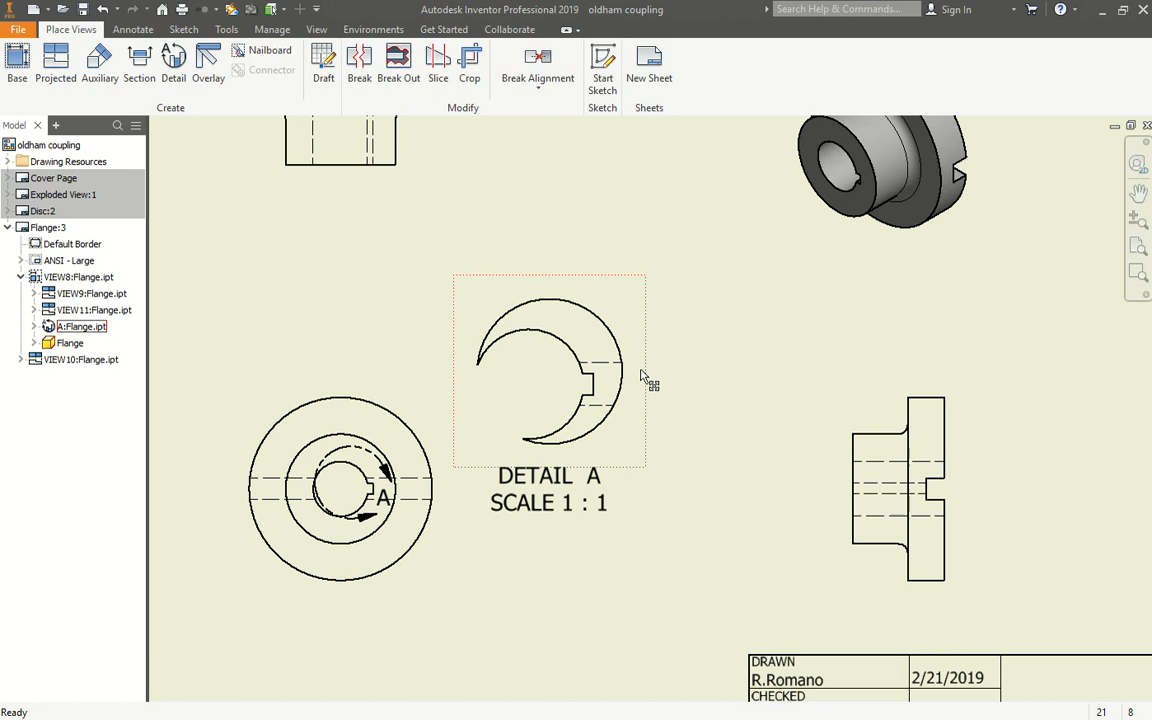 Autodesk Inventor Professional 2019 oldham coupling
Search Help & Commands...
Sign In
File Place Views Annotate Sketch Tools Manage View Environments Get Started Collaborate
PRO
Base Projected Auxiliary Section Detail Overlay
Nailboard
Connector
Draft
Break Break Out Slice Crop
Break Alignment
Start
Sketch
New Sheet
Create Modify Sketch Sheets
Model
oldham coupling
Drawing Resources
Cover Page
Exploded View:1
Disc:2
Flange:3
Default Border
ANSI - Large
VIEW8:Flange.ipt
VIEW9:Flange.ipt
VIEW11:Flange.ipt
A:Flange.ipt
Flange
VIEW10:Flange.ipt
2D
A
DETAIL A
SCALE 1 : 1
DRAWN
R.Romano
2/21/2019
CHECKED
Ready
21 8